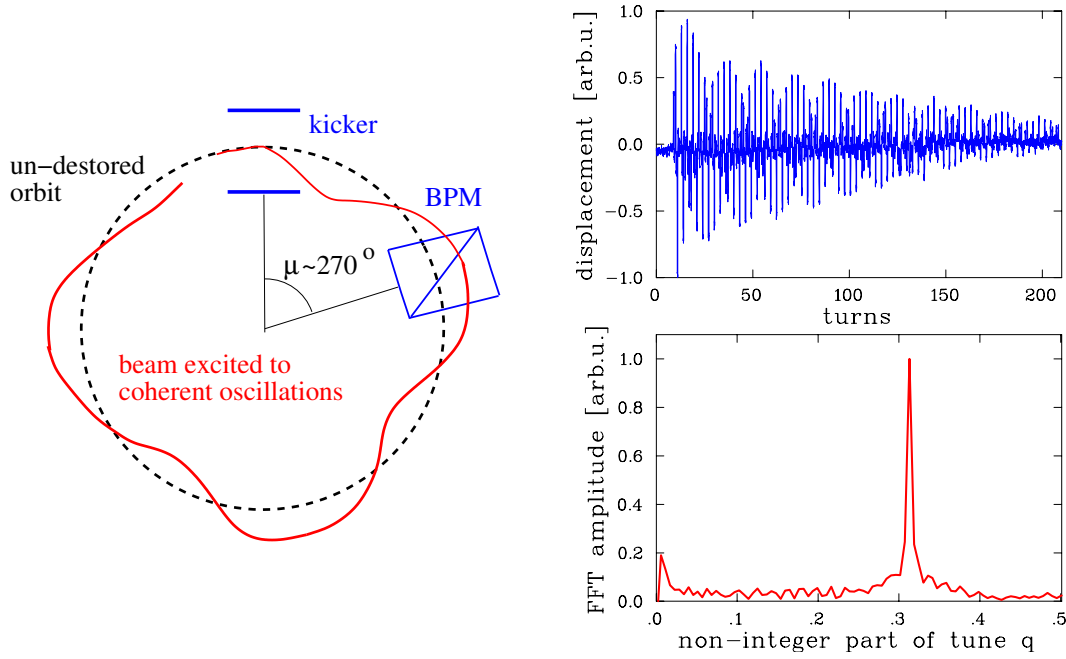 kicker
un-destored
orbit
BPM
μ~270 o
beam excited to
coherent oscillations
displacement [arb.u.]
1.0
0.5
0.0
−0.5
−1.0
0
50
100
150
200
turns
FFT amplitude [arb.u.]
1.0
0.8
0.6
0.4
0.2
0.0
.0
.1
.2
.3
.4
.5
non−integer part of tune q